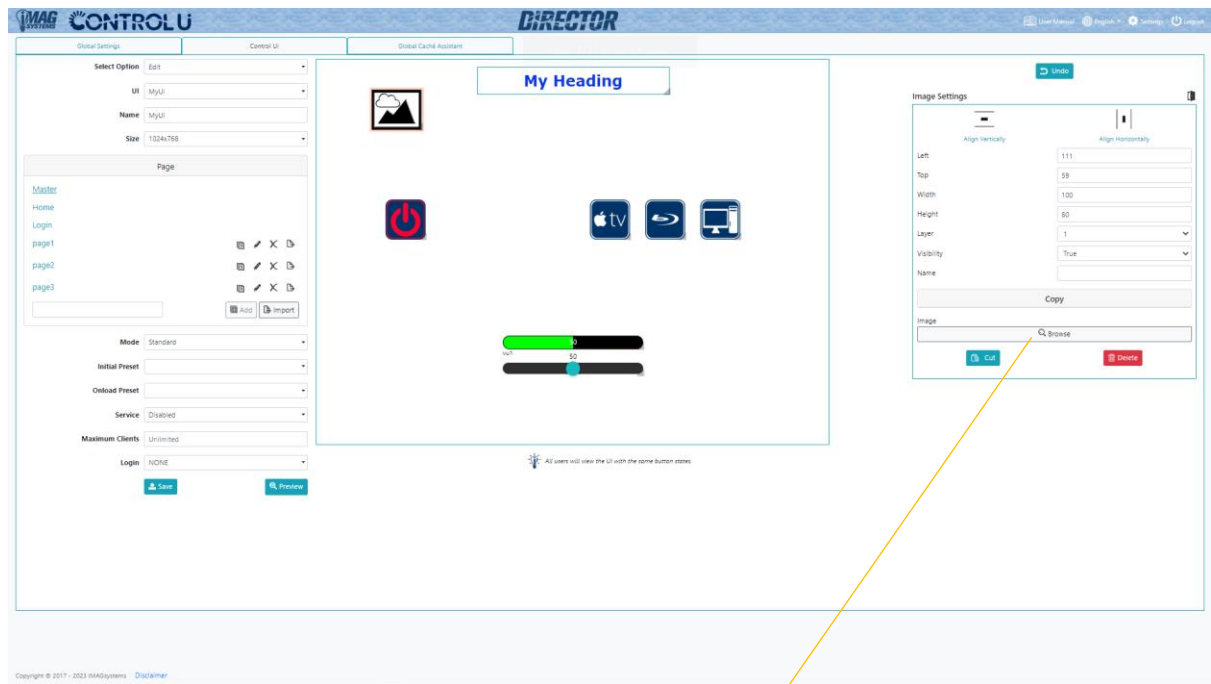 iMAG SYSTEMS CONTROL U
DiRECTOR
User Manual English Settings Logout
Global Settings
Control UI
Global Caché Assistant
Select Option Edit
UI MyUI
Name MyUI
Size 1024x768
Page
Master
Home
Login
page1
page2
page3
Add Import
Mode Standard
Initial Preset
Onload Preset
Service Disabled
Maximum Clients Unlimited
Login NONE
Save Preview
My Heading
tv
50
vu1
50
All users will view the UI with the same button states.
Undo
Image Settings
Align Vertically Align Horizontally
Left 111
Top 59
Width 100
Height 60
Layer 1
Visibility True
Name
Copy
Image
Browse
Cut Delete
Copyright © 2017 - 2023 iMAGsystems Disclaimer